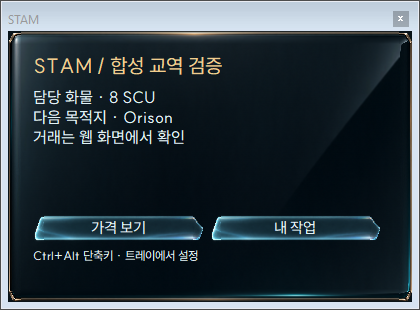 STAM
x
STAM / 합성 교역 검증
담당 화물 · 8 SCU
다음 목적지 · Orison
거래는 웹 화면에서 확인
가격 보기
내 작업
Ctrl+Alt 단축키 · 트레이에서 설정